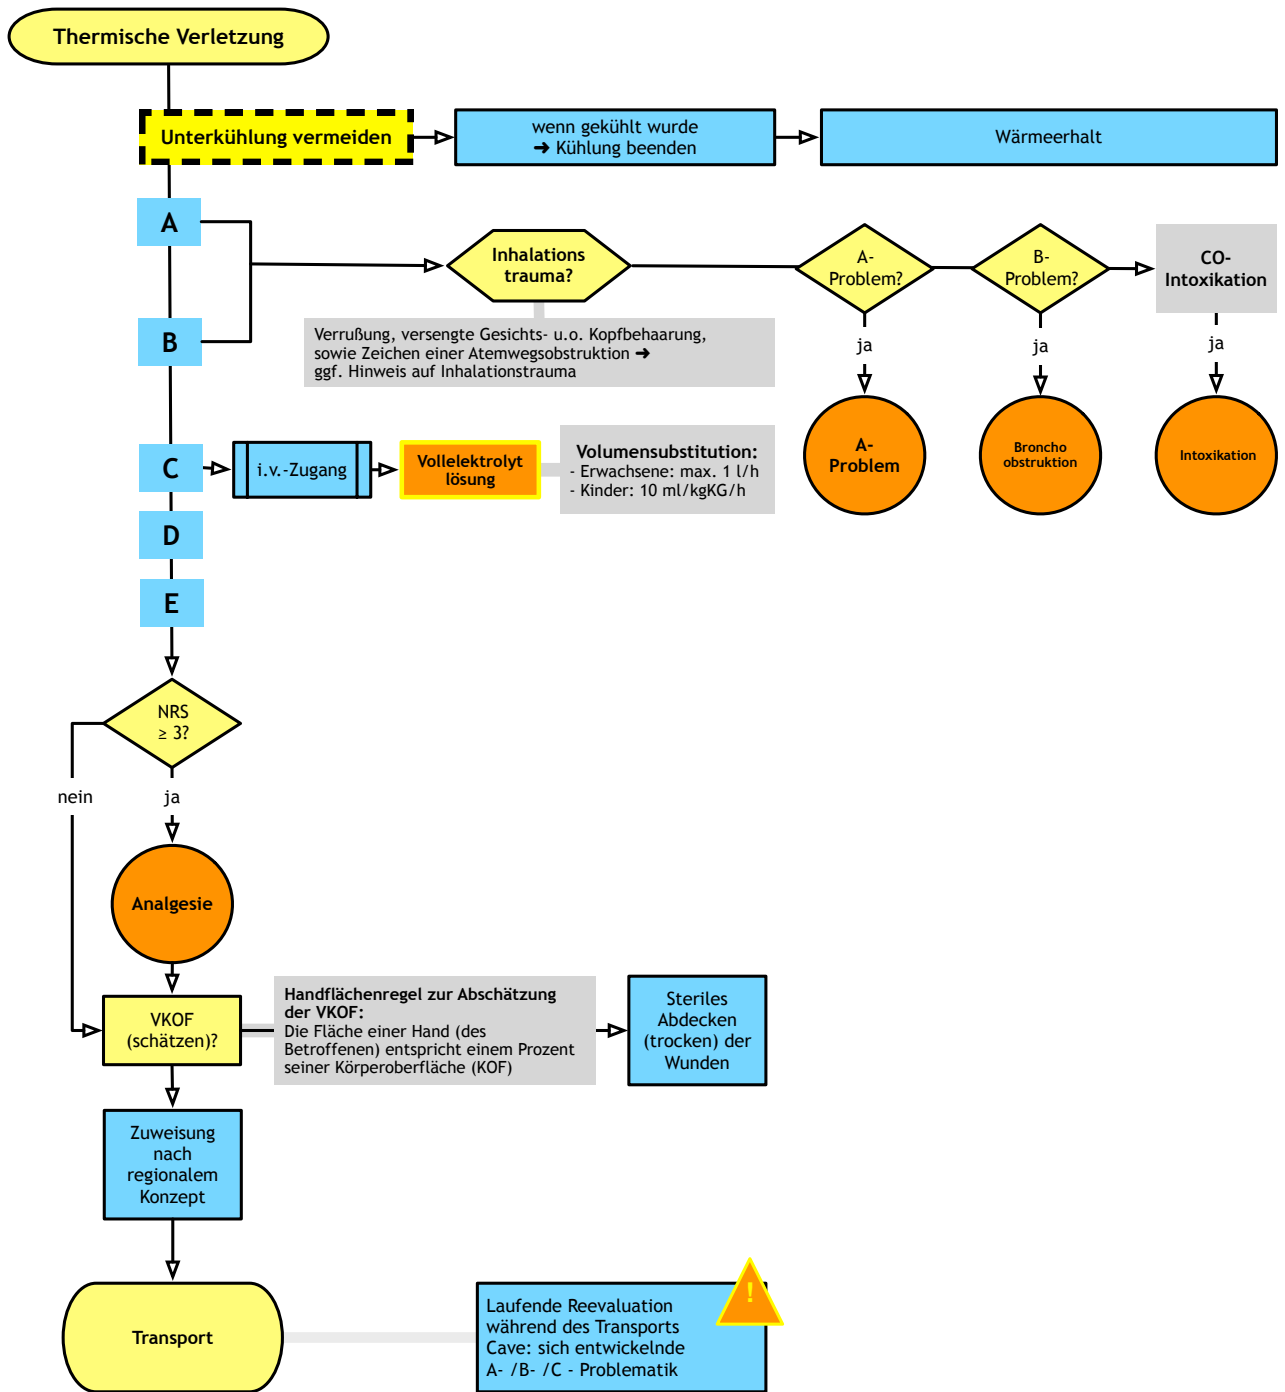 Thermische Verletzung
Unterkühlung vermeiden
wenn gekühlt wurde
➜ Kühlung beenden
Wärmeerhalt
A
Inhalations
trauma?
A-
Problem?
B-
Problem?
CO-
Intoxikation
B
Verrußung, versengte Gesichts- u.o. Kopfbehaarung,
sowie Zeichen einer Atemwegsobstruktion ➜
ggf. Hinweis auf Inhalationstrauma
ja
ja
ja
A-
Problem
Broncho
obstruktion
Intoxikation
C
i.v.-Zugang
Vollelektrolyt
lösung
Volumensubstitution:
- Erwachsene: max. 1 l/h
- Kinder: 10 ml/kgKG/h
D
E
NRS
≥ 3?
nein
ja
Analgesie
VKOF
(schätzen)?
Handflächenregel zur Abschätzung
der VKOF:
Die Fläche einer Hand (des
Betroffenen) entspricht einem Prozent
seiner Körperoberfläche (KOF)
Steriles
Abdecken
(trocken) der
Wunden
Zuweisung
nach
regionalem
Konzept
Transport
!
Laufende Reevaluation
während des Transports
Cave: sich entwickelnde
A- /B- /C - Problematik